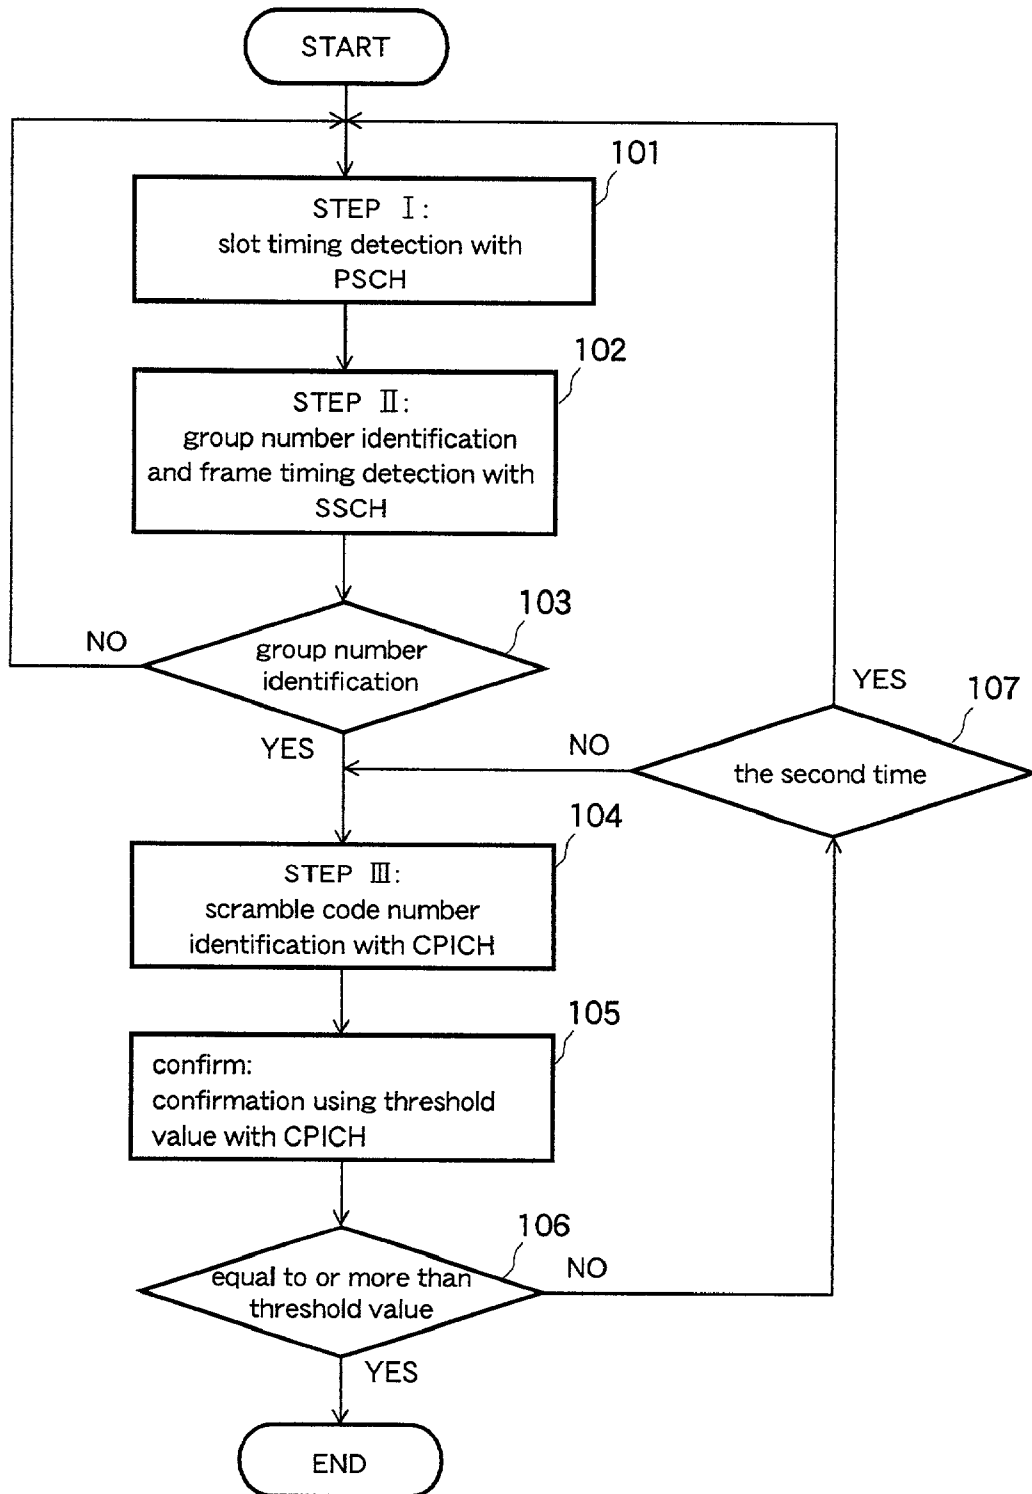 START
101
STEP Ⅰ:
slot timing detection with
PSCH
102
STEP Ⅱ:
group number identification
and frame timing detection with
SSCH
103
NO
group number
identification
YES
NO
YES
107
the second time
104
STEP Ⅲ:
scramble code number
identification with CPICH
105
confirm:
confirmation using threshold
value with CPICH
106
equal to or more than
threshold value
NO
YES
END